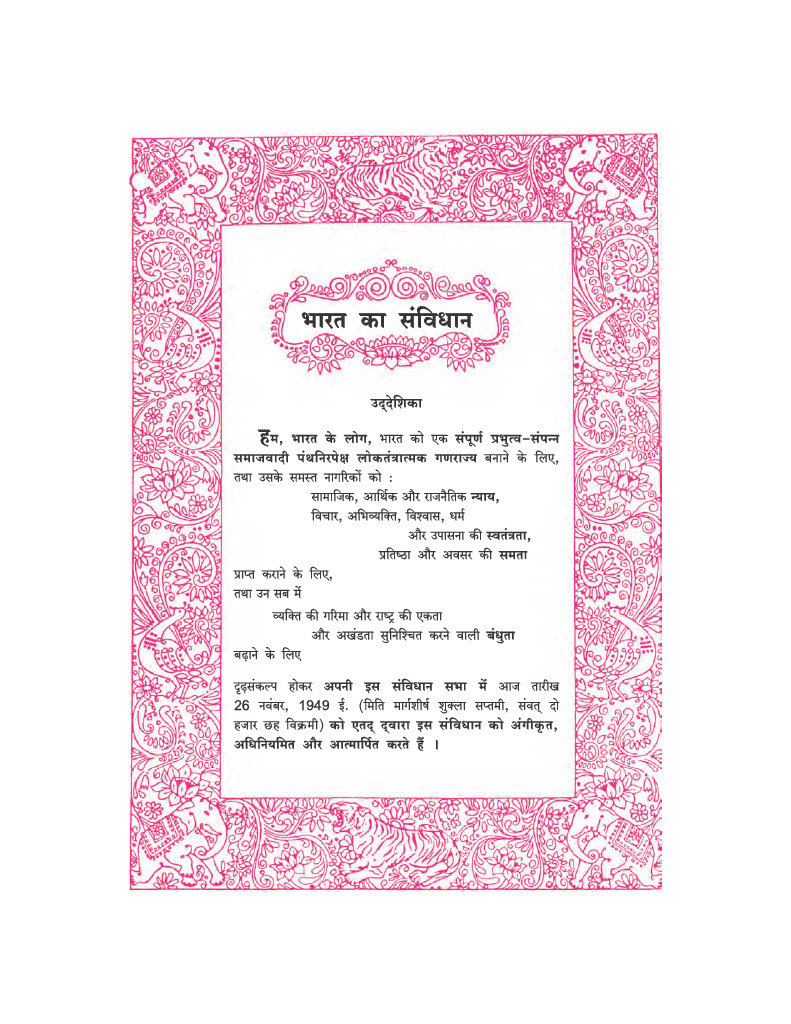 भारत का संविधान
उद्देशिका
हम, भारत के लोग, भारत को एक संपूर्ण प्रभुत्व-संपन्न
समाजवादी पंथनिरपेक्ष लोकतंत्रात्मक गणराज्य बनाने के लिए,
तथा उसके समस्त नागरिकों को :
सामाजिक, आर्थिक और राजनैतिक न्याय,
विचार, अभिव्यक्ति, विश्वास, धर्म
और उपासना की स्वतंत्रता,
प्रतिष्ठा और अवसर की समता
प्राप्त कराने के लिए,
तथा उन सब में
व्यक्ति की गरिमा और राष्ट्र की एकता
और अखंडता सुनिश्चित करने वाली बंधुता
बढ़ाने के लिए
दृढ़संकल्प होकर अपनी इस संविधान सभा में आज तारीख
26 नवंबर, 1949 ई. (मिति मार्गशीर्ष शुक्ला सप्तमी, संवत् दो
हजार छह विक्रमी) को एतद् द्वारा इस संविधान को अंगीकृत,
अधिनियमित और आत्मार्पित करते हैं ।